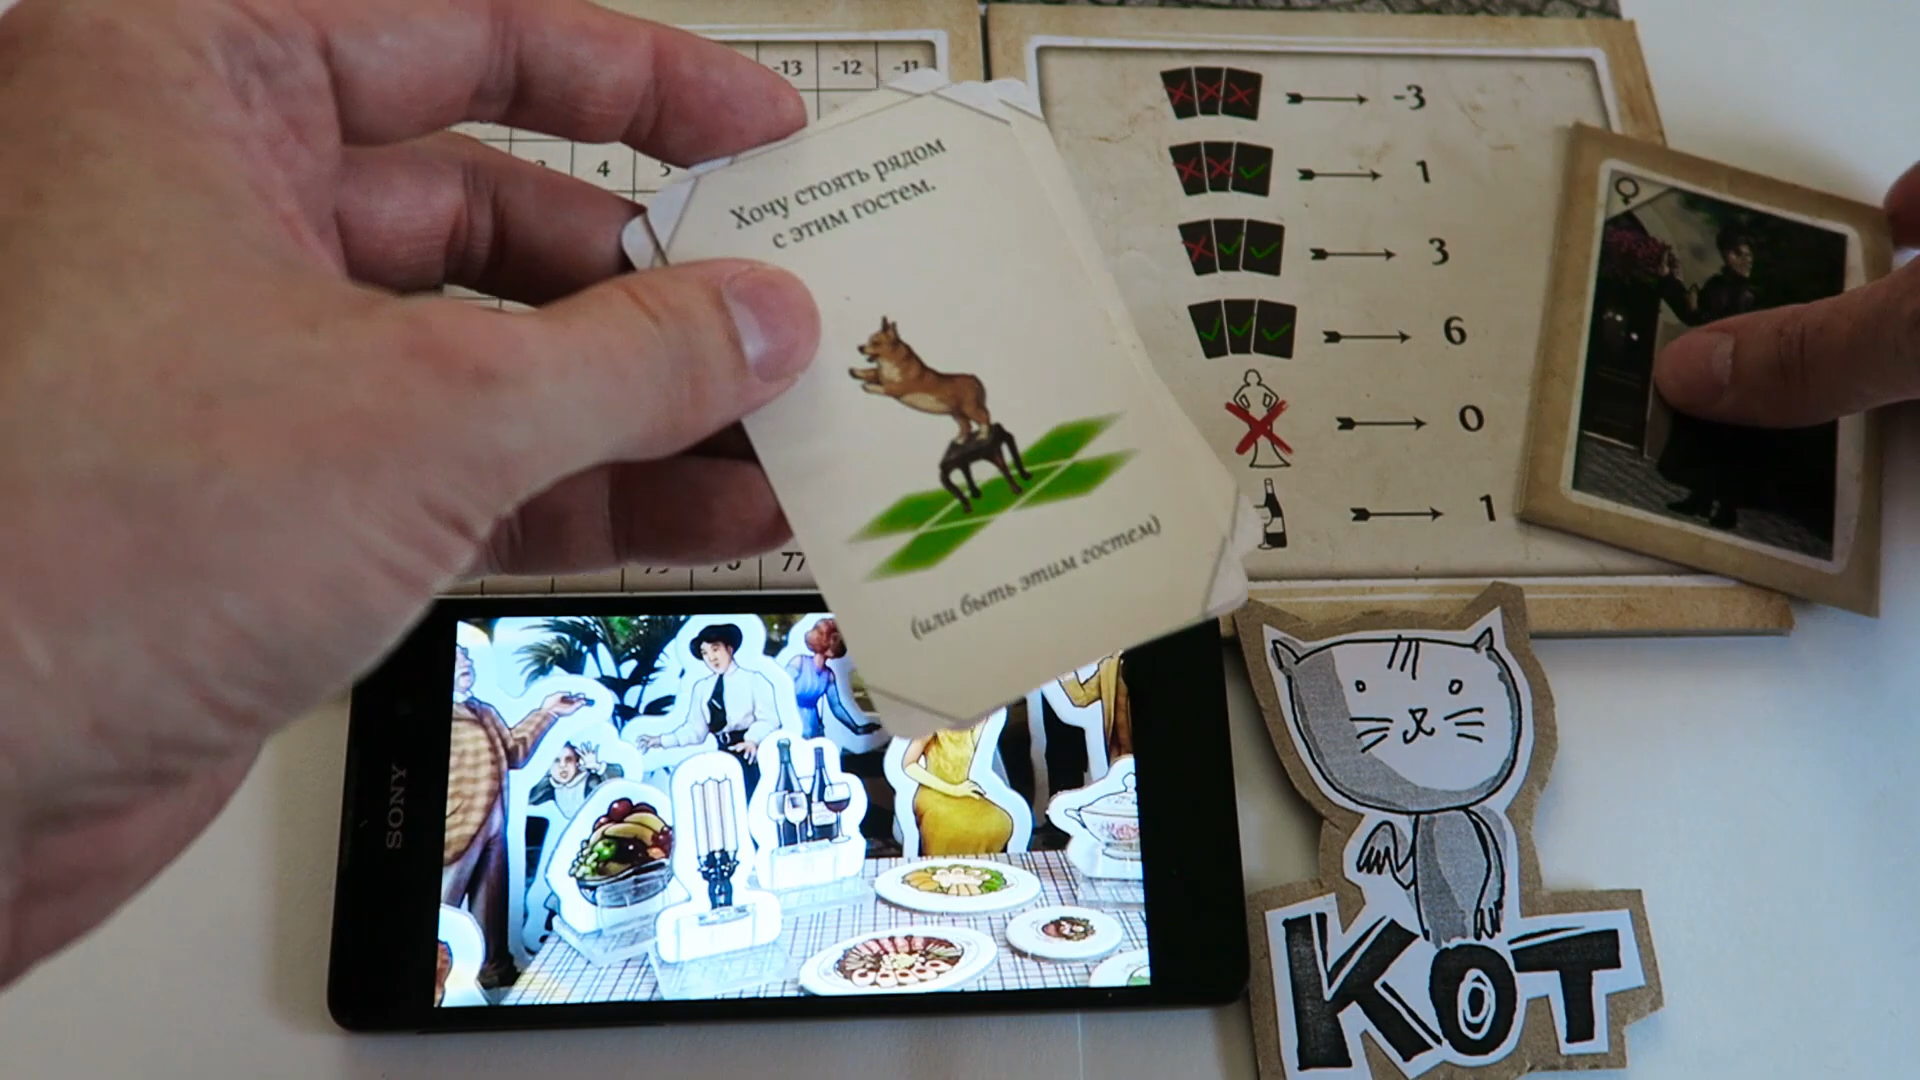 -13 -12 -11
Хочу стоять рядом
с этим гостем.
(или быть этим гостем)
4 5
77
-3
1
3
6
0
1
SONY
КОТ